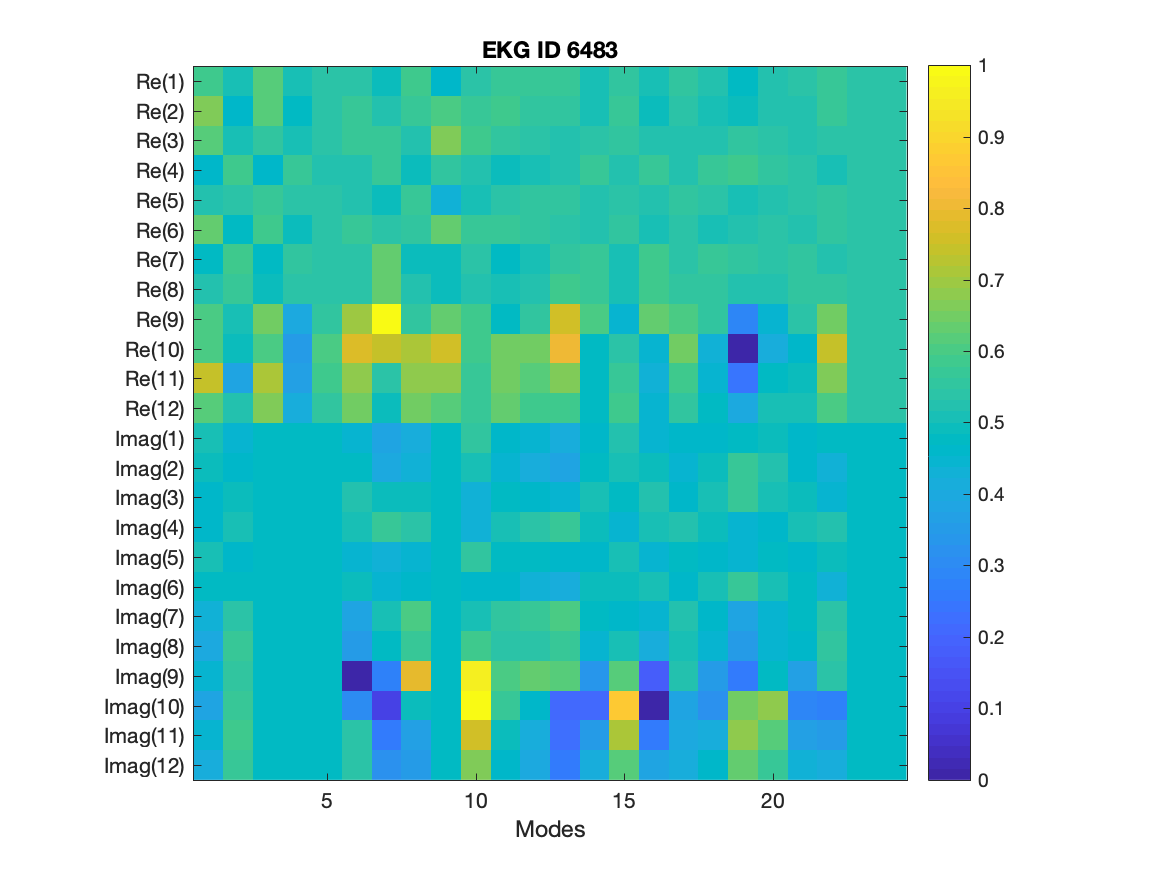 EKG ID 6483
Re(1)
Re(2)
Re(3)
Re(4)
Re(5)
Re(6)
Re(7)
Re(8)
Re(9)
Re(10)
Re(11)
Re(12)
Imag(1)
Imag(2)
Imag(3)
Imag(4)
Imag(5)
Imag(6)
Imag(7)
Imag(8)
Imag(9)
Imag(10)
Imag(11)
Imag(12)
5 10 15 20
Modes
1
0.9
0.8
0.7
0.6
0.5
0.4
0.3
0.2
0.1
0